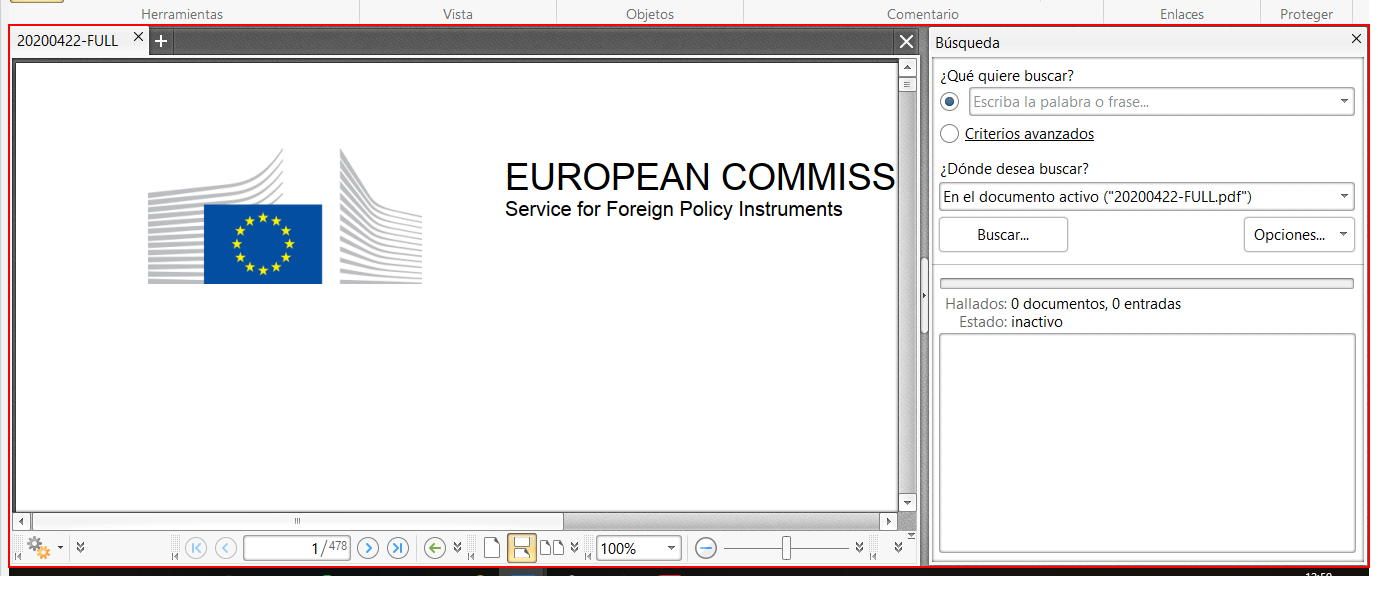 Herramientas Vista Objetos Comentario Enlaces Proteger
20200422-FULL
EUROPEAN COMMISS
Service for Foreign Policy Instruments
1/478
100%
Búsqueda
¿Qué quiere buscar?
Escriba la palabra o frase...
Criterios avanzados
¿Dónde desea buscar?
En el documento activo ("20200422-FULL.pdf")
Buscar... Opciones...
Hallados: 0 documentos, 0 entradas
Estado: inactivo